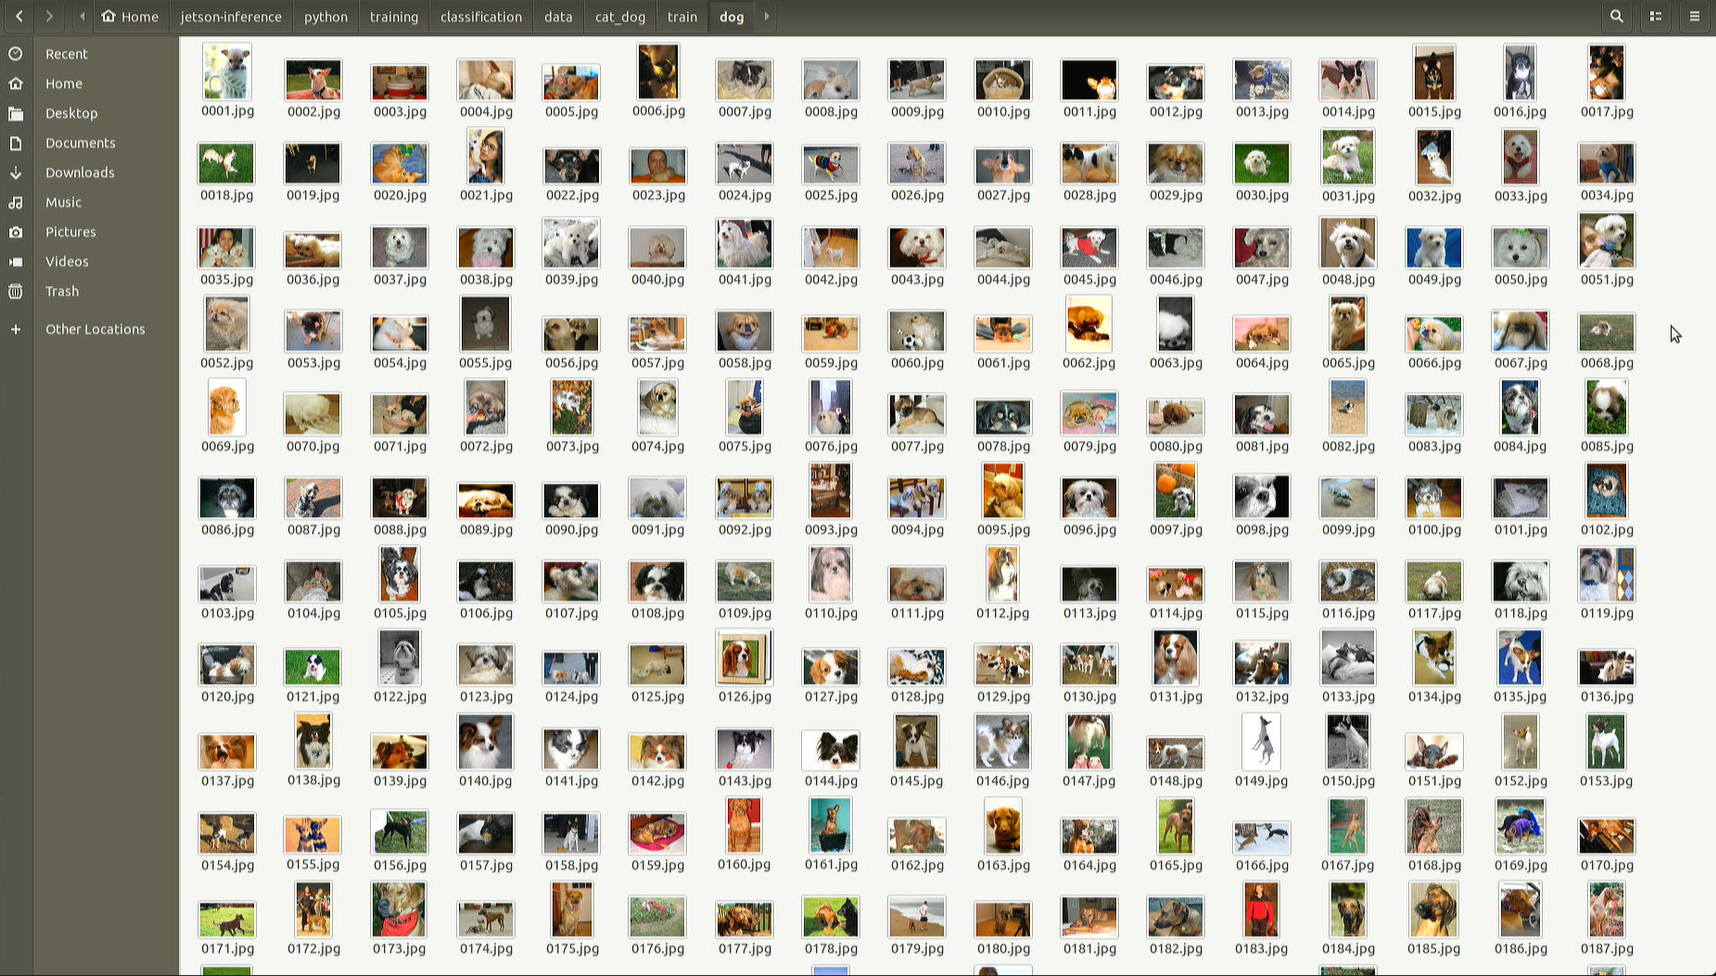 Home jetson-inference python training classification data cat_dog train dog
Recent
Home
Desktop
Documents
Downloads
Music
Pictures
Videos
Trash
Other Locations
0001.jpg 0002.jpg 0003.jpg 0004.jpg 0005.jpg 0006.jpg 0007.jpg 0008.jpg 0009.jpg 0010.jpg 0011.jpg 0012.jpg 0013.jpg 0014.jpg 0015.jpg 0016.jpg 0017.jpg
0018.jpg 0019.jpg 0020.jpg 0021.jpg 0022.jpg 0023.jpg 0024.jpg 0025.jpg 0026.jpg 0027.jpg 0028.jpg 0029.jpg 0030.jpg 0031.jpg 0032.jpg 0033.jpg 0034.jpg
0035.jpg 0036.jpg 0037.jpg 0038.jpg 0039.jpg 0040.jpg 0041.jpg 0042.jpg 0043.jpg 0044.jpg 0045.jpg 0046.jpg 0047.jpg 0048.jpg 0049.jpg 0050.jpg 0051.jpg
0052.jpg 0053.jpg 0054.jpg 0055.jpg 0056.jpg 0057.jpg 0058.jpg 0059.jpg 0060.jpg 0061.jpg 0062.jpg 0063.jpg 0064.jpg 0065.jpg 0066.jpg 0067.jpg 0068.jpg
0069.jpg 0070.jpg 0071.jpg 0072.jpg 0073.jpg 0074.jpg 0075.jpg 0076.jpg 0077.jpg 0078.jpg 0079.jpg 0080.jpg 0081.jpg 0082.jpg 0083.jpg 0084.jpg 0085.jpg
0086.jpg 0087.jpg 0088.jpg 0089.jpg 0090.jpg 0091.jpg 0092.jpg 0093.jpg 0094.jpg 0095.jpg 0096.jpg 0097.jpg 0098.jpg 0099.jpg 0100.jpg 0101.jpg 0102.jpg
0103.jpg 0104.jpg 0105.jpg 0106.jpg 0107.jpg 0108.jpg 0109.jpg 0110.jpg 0111.jpg 0112.jpg 0113.jpg 0114.jpg 0115.jpg 0116.jpg 0117.jpg 0118.jpg 0119.jpg
0120.jpg 0121.jpg 0122.jpg 0123.jpg 0124.jpg 0125.jpg 0126.jpg 0127.jpg 0128.jpg 0129.jpg 0130.jpg 0131.jpg 0132.jpg 0133.jpg 0134.jpg 0135.jpg 0136.jpg
0137.jpg 0138.jpg 0139.jpg 0140.jpg 0141.jpg 0142.jpg 0143.jpg 0144.jpg 0145.jpg 0146.jpg 0147.jpg 0148.jpg 0149.jpg 0150.jpg 0151.jpg 0152.jpg 0153.jpg
0154.jpg 0155.jpg 0156.jpg 0157.jpg 0158.jpg 0159.jpg 0160.jpg 0161.jpg 0162.jpg 0163.jpg 0164.jpg 0165.jpg 0166.jpg 0167.jpg 0168.jpg 0169.jpg 0170.jpg
0171.jpg 0172.jpg 0173.jpg 0174.jpg 0175.jpg 0176.jpg 0177.jpg 0178.jpg 0179.jpg 0180.jpg 0181.jpg 0182.jpg 0183.jpg 0184.jpg 0185.jpg 0186.jpg 0187.jpg